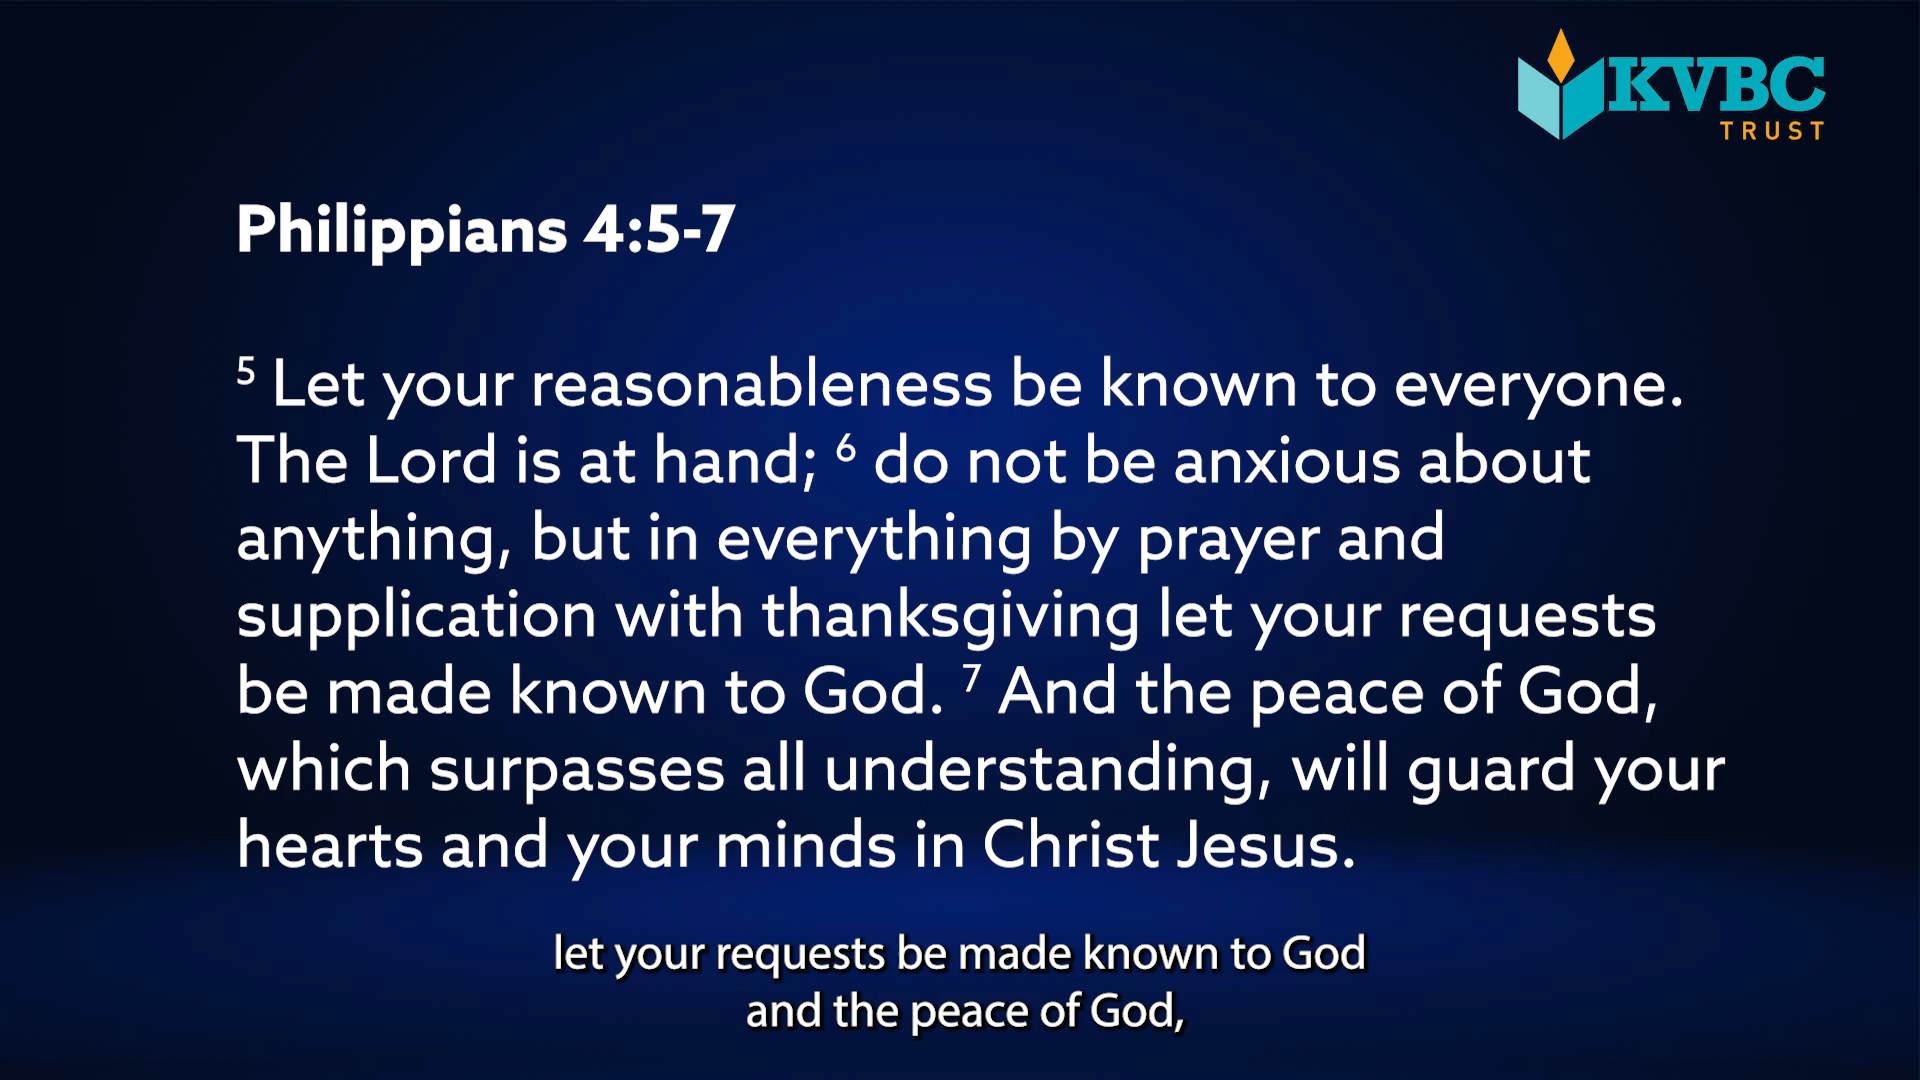 KVBC
TRUST
Philippians 4:5-7
⁵ Let your reasonableness be known to everyone.
The Lord is at hand; ⁶ do not be anxious about
anything, but in everything by prayer and
supplication with thanksgiving let your requests
be made known to God. ⁷ And the peace of God,
which surpasses all understanding, will guard your
hearts and your minds in Christ Jesus.
let your requests be made known to God
and the peace of God,